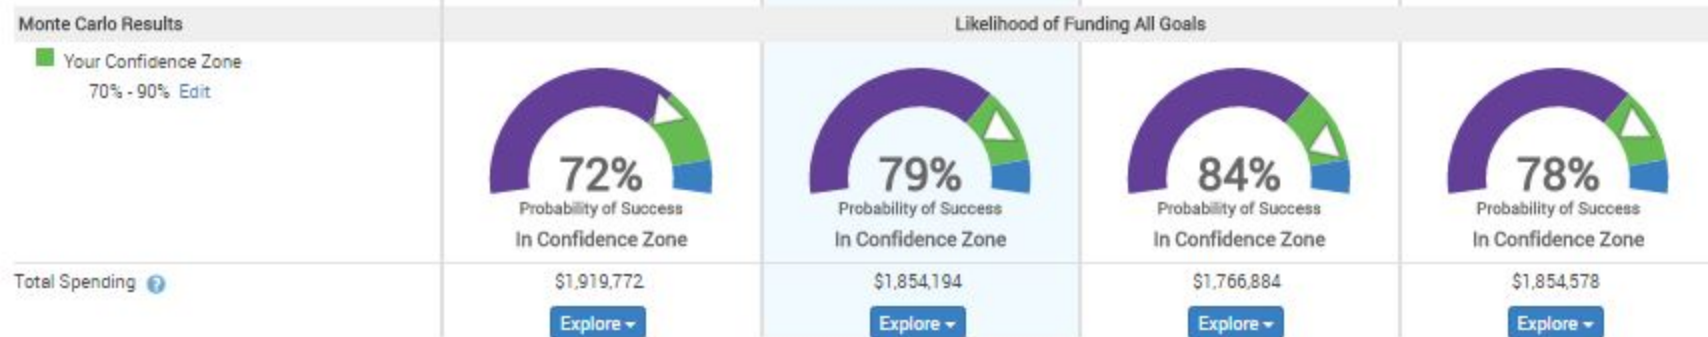 Monte Carlo Results
Likelihood of Funding All Goals
Your Confidence Zone
70% - 90% Edit
72%
Probability of Success
In Confidence Zone
79%
Probability of Success
In Confidence Zone
84%
Probability of Success
In Confidence Zone
78%
Probability of Success
In Confidence Zone
Total Spending ?
$1,919,772
$1,854,194
$1,766,884
$1,854,578
Explore
Explore
Explore
Explore